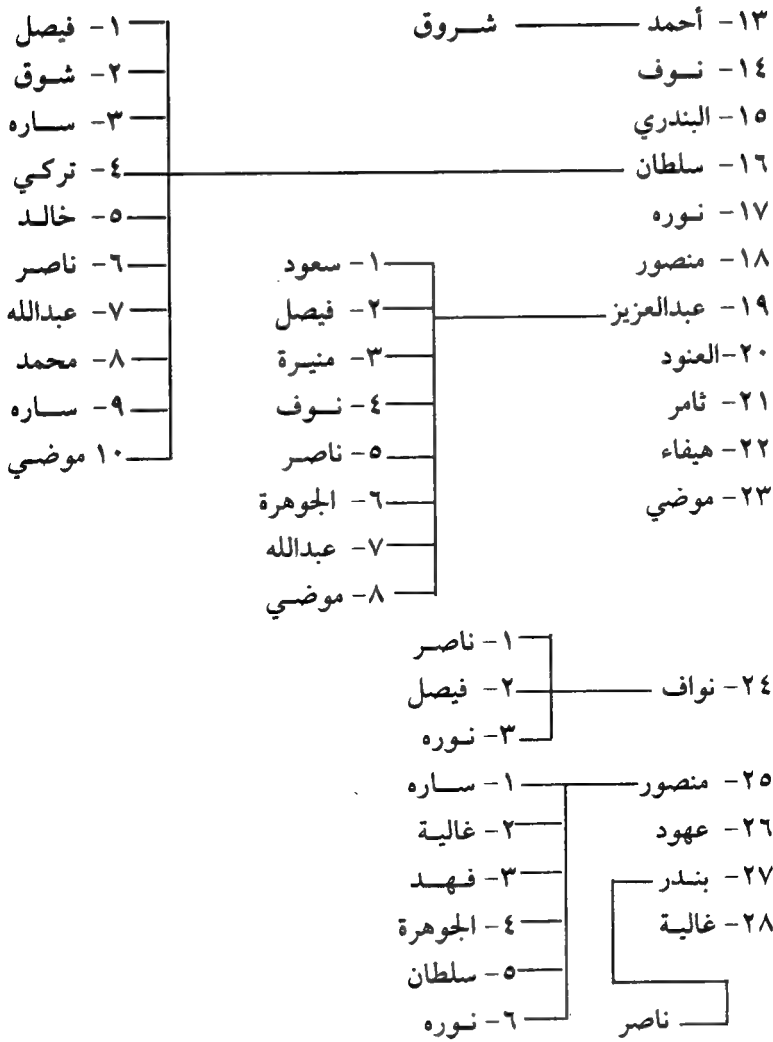 ١٣- أحمد شروق ١- فيصل
١٤- نوف ٢- شوق
١٥- البندري ٣- ساره
١٦- سلطان ٤- تركي
١٧- نوره ٥- خالد
١٨- منصور ١- سعود ٦- ناصر
١٩- عبدالعزيز ٢- فيصل ٧- عبدالله
٢٠- العنود ٣- منيرة ٨- محمد
٢١- ثامر ٤- نوف ٩- ساره
٢٢- هيفاء ٥- ناصر ١٠ موضي
٢٣- موضي ٦- الجوهرة
٧- عبدالله
٨- موضي
١- ناصر
٢٤- نواف ٢- فيصل
٣- نوره
٢٥- منصور ١- ساره
٢٦- عهود ٢- غالية
٢٧- بندر ٣- فهد
٢٨- غالية ٤- الجوهرة
٥- سلطان
ناصر ٦- نوره